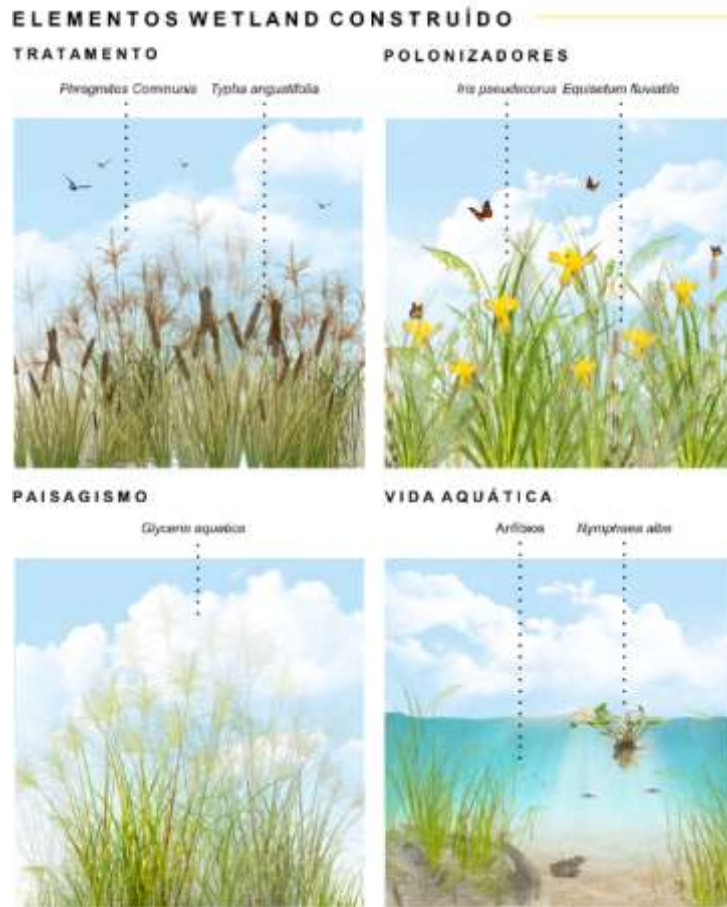 ELEMENTOS WETLAND CONSTRUÍDO
TRATAMENTO
Phragmites Communis Typha angustifolia
POLONIZADORES
Iris pseudacorus Equisetum fluviatile
PAISAGISMO
Glyceria aquatica
VIDA AQUÁTICA
Anfíbios Nymphaea alba